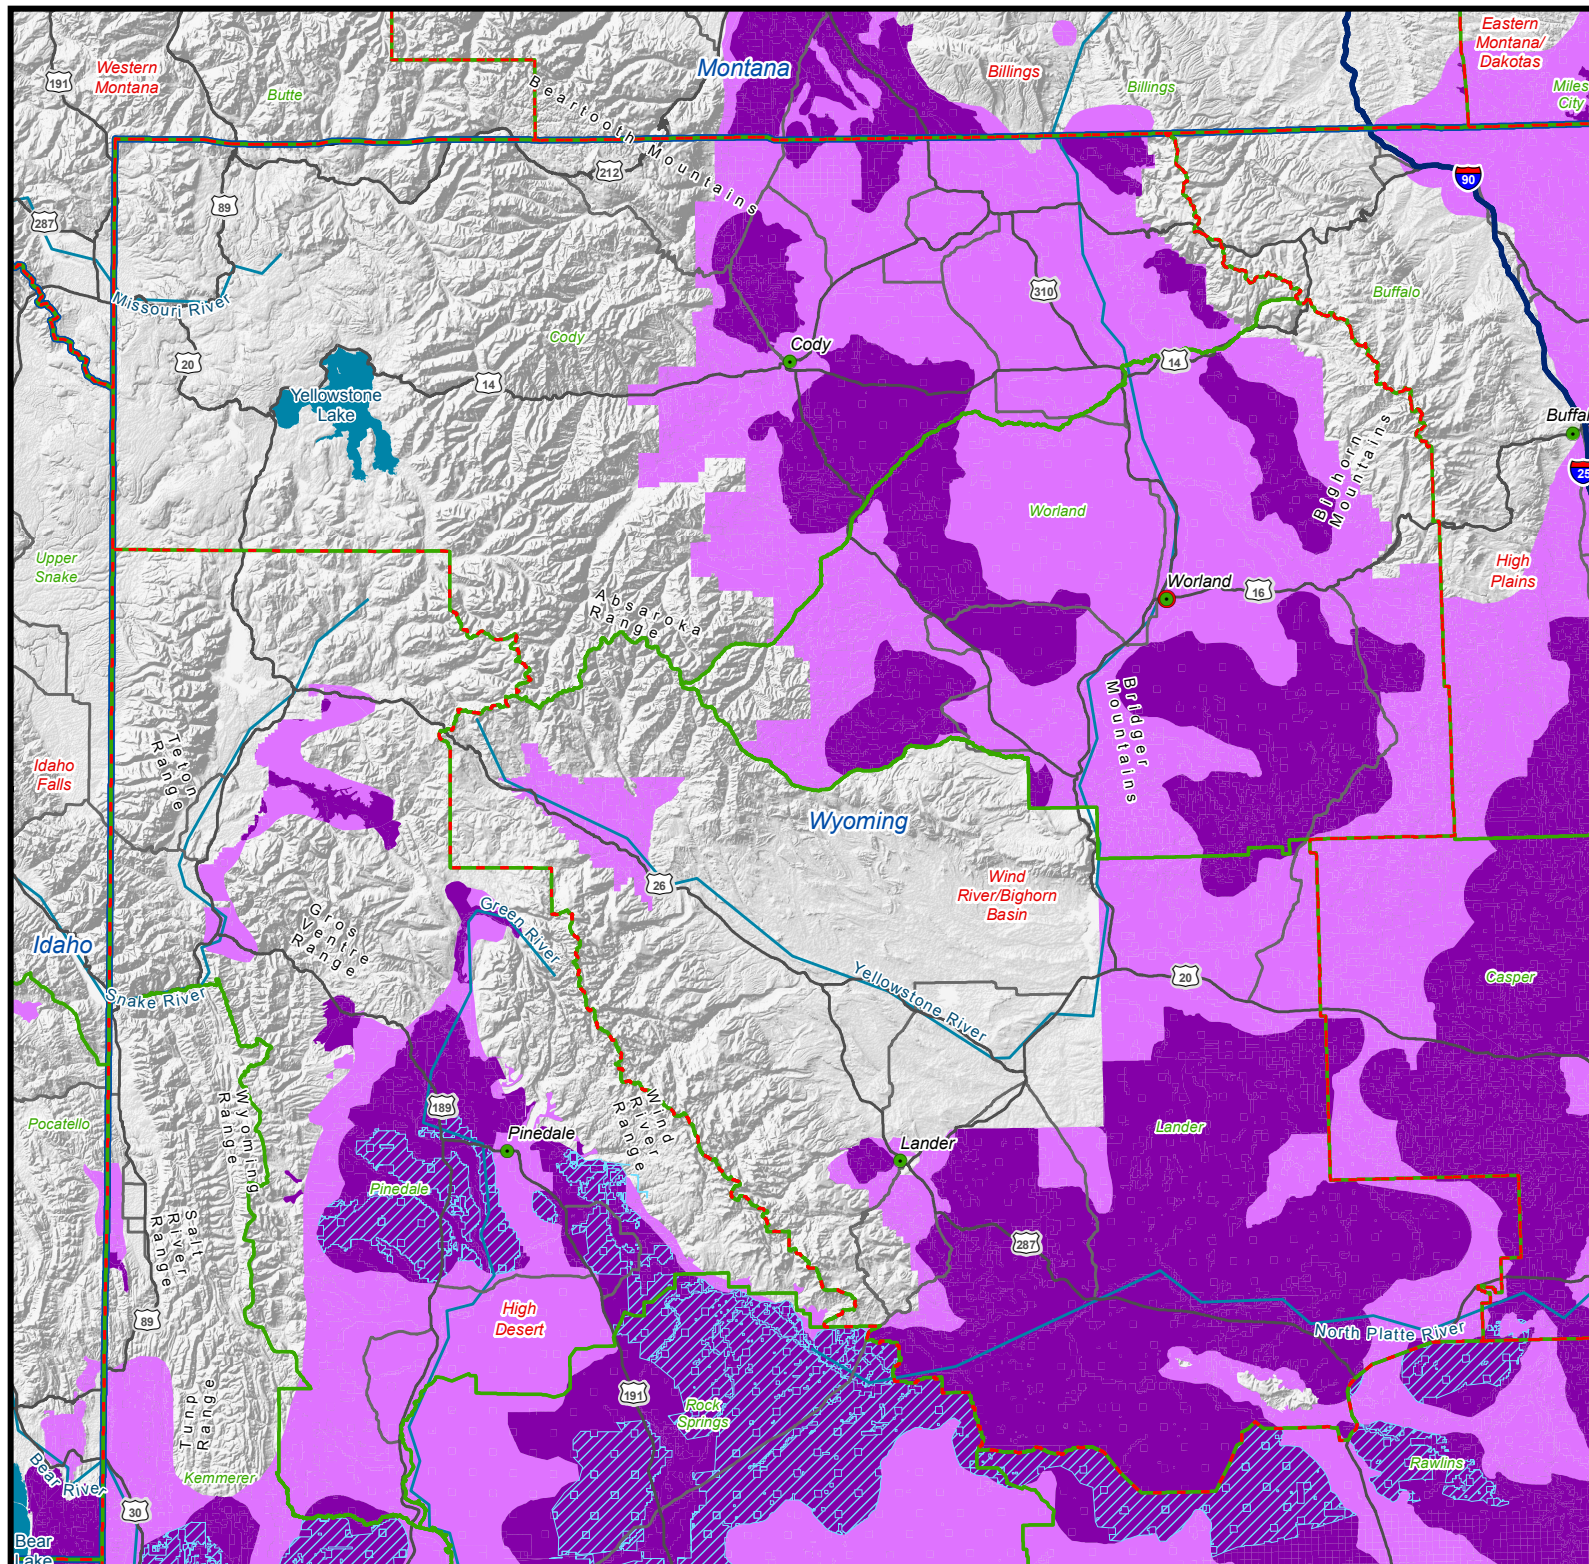 Eastern
Montana/
Dakotas
Western
Montana
Montana
Billings
191
Butte
Billings
Miles
City
Beartooth Mountains
212
90
89
287
310
Missouri River
Buffalo
Cody
Cody
20
14
14
Yellowstone
Lake
Buffal
25
Bighorn
Mountains
Worland
Upper
Snake
High
Plains
Worland
16
Absaroka
Range
Bridger
Mountains
Teton
Range
Idaho
Falls
Wyoming
26
Wind
River/Bighorn
Basin
Green River
Gros
Ventre
Range
Idaho
Yellowstone River
20
Casper
Snake River
189
Wyoming
Range
Wind
River
Range
Pocatello
Pinedale
Lander
Lander
Pinedale
Salt
River
Range
287
High
Desert
89
North Platte River
191
Rock
Springs
Tunp
Range
Kemmerer
Rawlins
Bear River
30
Bear
Lake